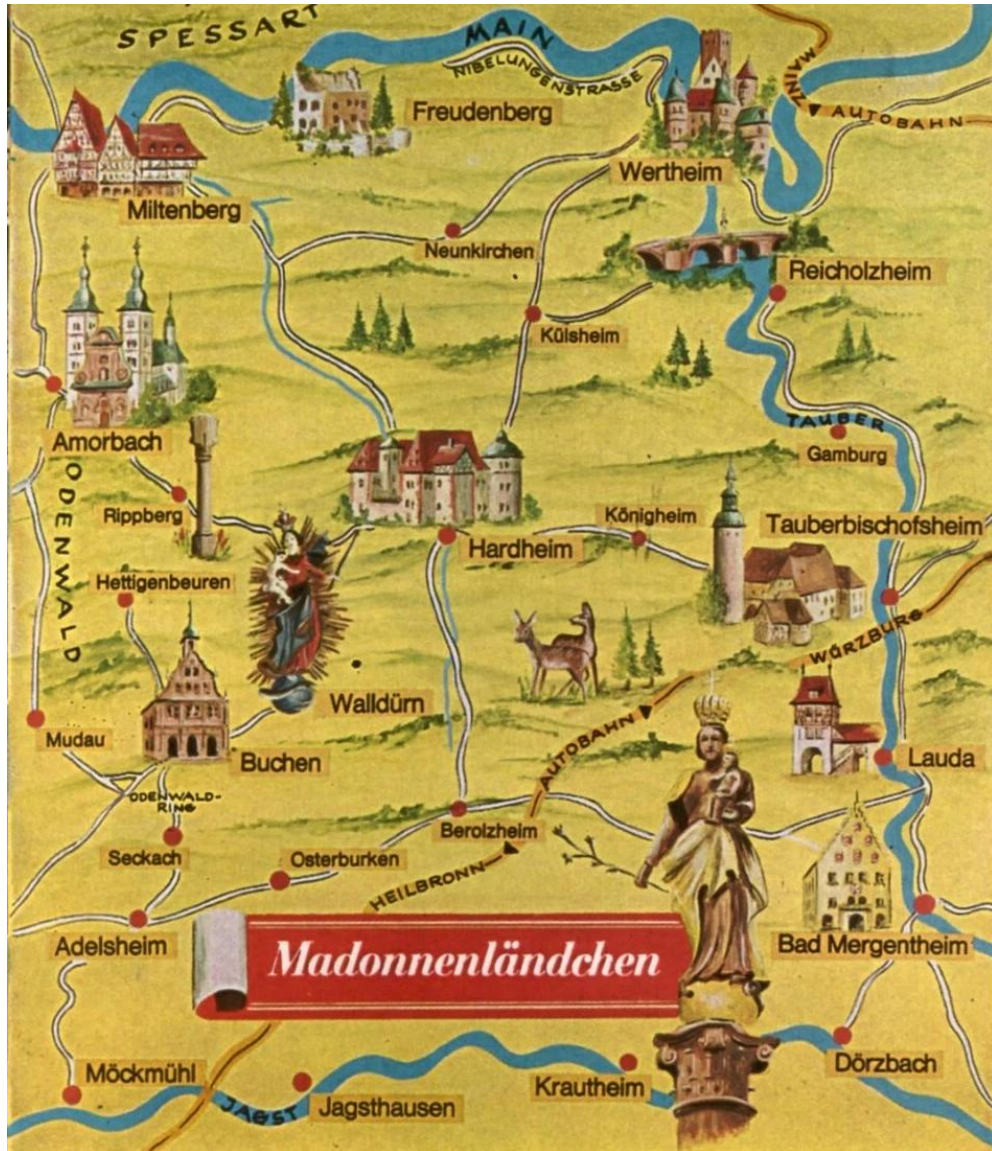 SPESSART
MAIN
NIBELUNGENSTRASSE
MAIN
AUTOBAHN
Freudenberg
Wertheim
Miltenberg
Neunkirchen
Reicholzheim
Külsheim
TAUBER
Gamburg
Amorbach
ODENWALD
Rippberg
Königheim
Tauberbischofsheim
Hardheim
Hettigenbeuren
WÜRZBURG
Walldürn
AUTOBAHN
Mudau
Buchen
Lauda
ODENWALD-
RING
Berolzheim
Seckach
Osterburken
HEILBRONN
Adelsheim
Madonnenländchen
Bad Mergentheim
Möckmühl
JAGST
Jagsthausen
Krautheim
Dörzbach